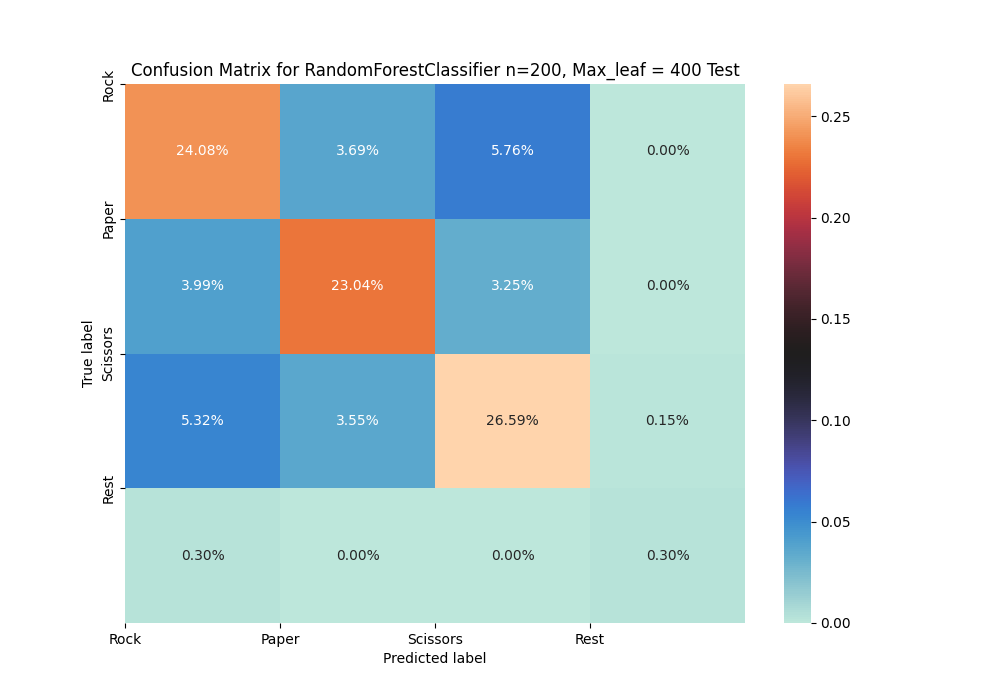 Confusion Matrix for RandomForestClassifier n=200, Max_leaf = 400 Test
True label
Rock
Paper
Scissors
Rest
24.08% 3.69% 5.76% 0.00%
3.99% 23.04% 3.25% 0.00%
5.32% 3.55% 26.59% 0.15%
0.30% 0.00% 0.00% 0.30%
Rock Paper Scissors Rest
Predicted label
0.25
0.20
0.15
0.10
0.05
0.00